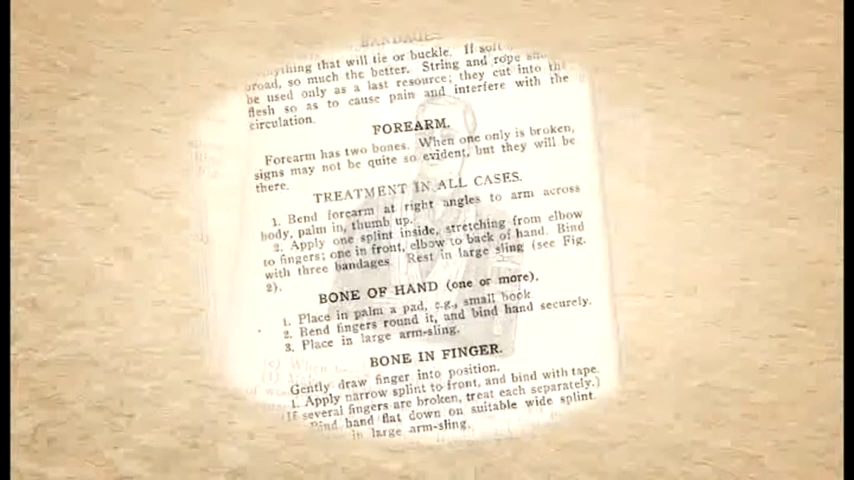 BANDAGES
anything that will tie or buckle. If soft
broad, so much the better. String and rope
be used only as a last resource; they cut into the
flesh so as to cause pain and interfere with the
circulation.
FOREARM.
Forearm has two bones. When one only is broken,
signs may not be quite so evident, but they will be
there.
TREATMENT IN ALL CASES.
1. Bend forearm at right angles to arm across
body, palm in, thumb up.
2. Apply one splint inside, stretching from elbow
to fingers; one in front, elbow to back of hand. Bind
with three bandages. Rest in large sling (see Fig.
2).
BONE OF HAND (one or more).
1. Place in palm a pad, e.g., small book
2. Bend fingers round it, and bind hand securely.
3. Place in large arm-sling.
BONE IN FINGER.
Gently draw finger into position.
1. Apply narrow splint to front, and bind with tape.
(If several fingers are broken, treat each separately.)
Bind hand flat down on suitable wide splint.
in large arm-sling.